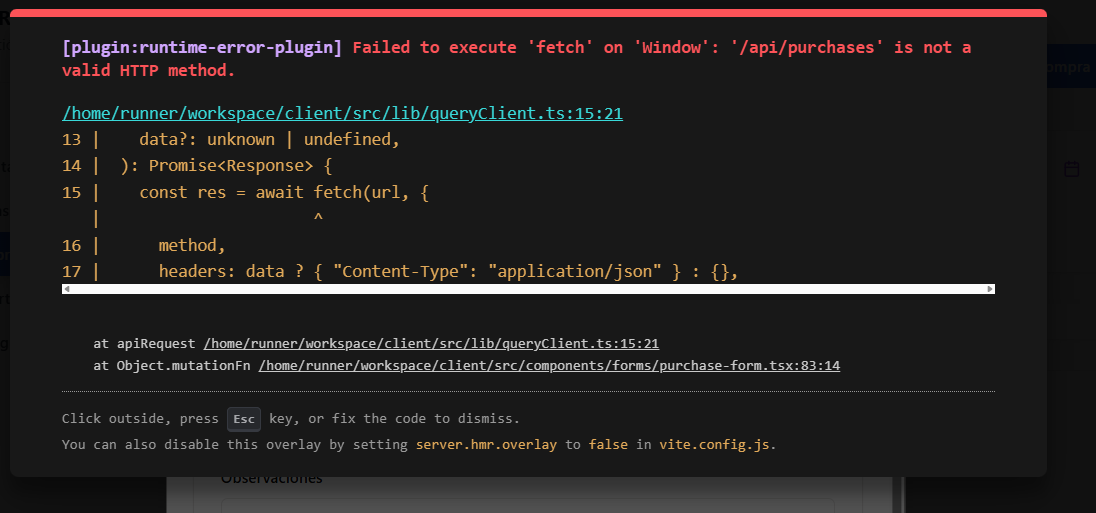 [plugin:runtime-error-plugin] Failed to execute 'fetch' on 'Window': '/api/purchases' is not a
valid HTTP method.
/home/runner/workspace/client/src/lib/queryClient.ts:15:21
13 |    data?: unknown | undefined,
14 |  ): Promise<Response> {
15 |    const res = await fetch(url, {
|                      ^
16 |      method,
17 |      headers: data ? { "Content-Type": "application/json" } : {},
at apiRequest /home/runner/workspace/client/src/lib/queryClient.ts:15:21
at Object.mutationFn /home/runner/workspace/client/src/components/forms/purchase-form.tsx:83:14
Click outside, press Esc key, or fix the code to dismiss.
You can also disable this overlay by setting server.hmr.overlay to false in vite.config.js.
Observaciones